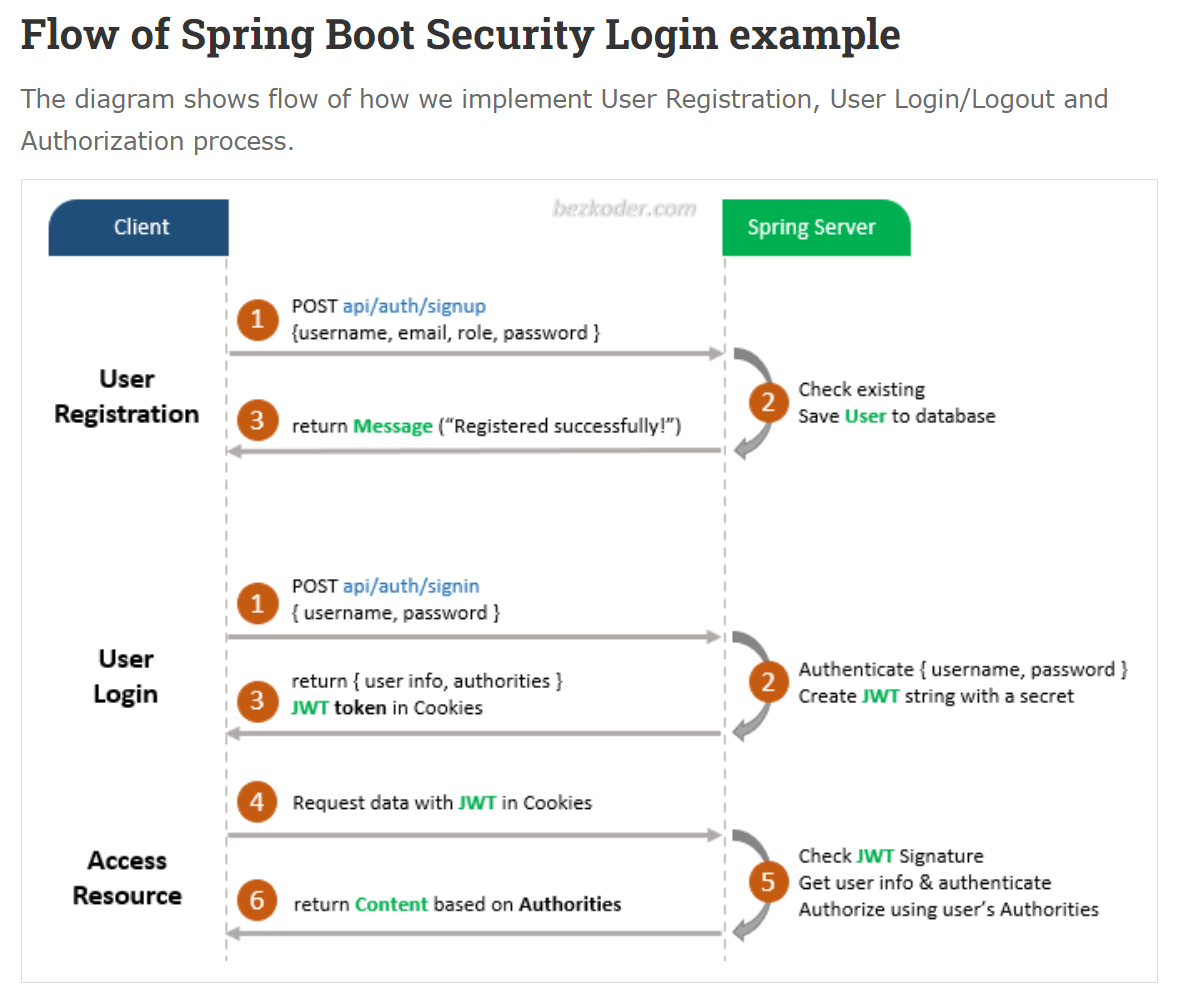 Flow of Spring Boot Security Login example
The diagram shows flow of how we implement User Registration, User Login/Logout and
Authorization process.
bezkoder.com
Client
Spring Server
1
POST api/auth/signup
{username, email, role, password }
User
Registration
2
Check existing
Save User to database
3
return Message (“Registered successfully!”)
1
POST api/auth/signin
{ username, password }
User
Login
2
Authenticate { username, password }
Create JWT string with a secret
3
return { user info, authorities }
JWT token in Cookies
4
Request data with JWT in Cookies
Access
Resource
5
Check JWT Signature
Get user info & authenticate
Authorize using user’s Authorities
6
return Content based on Authorities